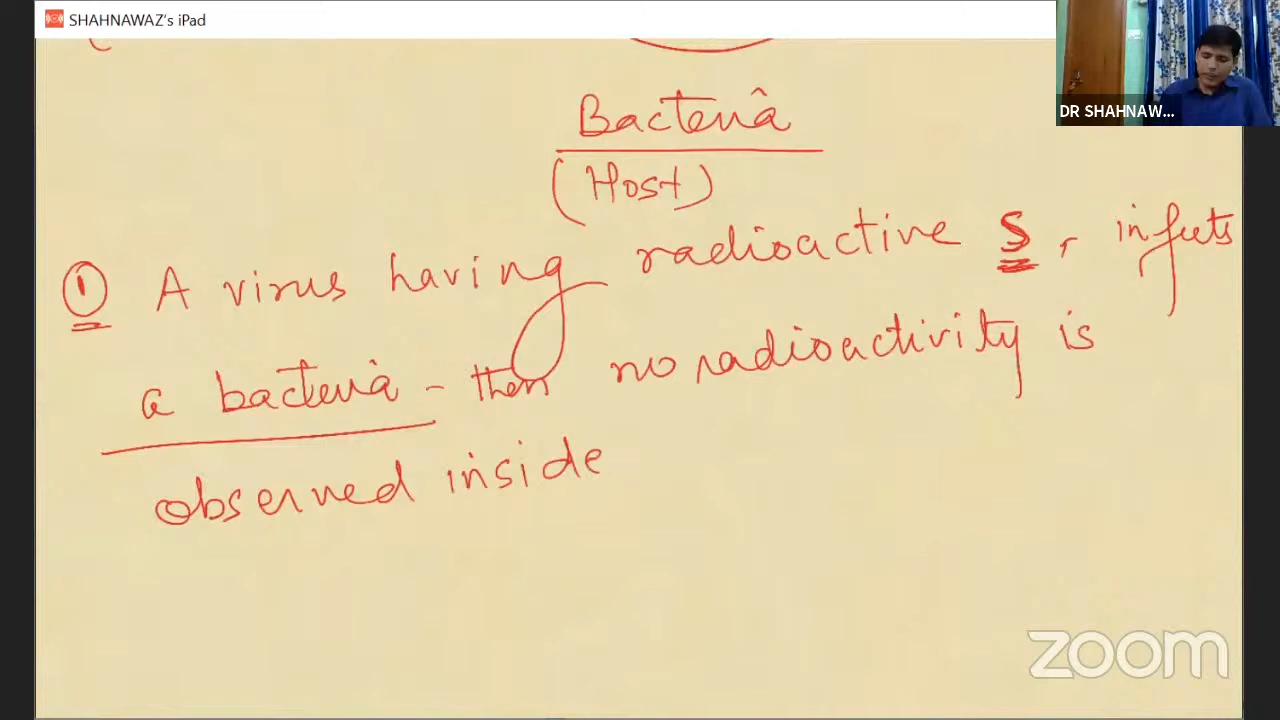 SHAHNAWAZ's iPad
DR SHAHNAW...
Bacteria
(Host)
① A virus having radioactive S, infects
a bacteria - then no radioactivity is
observed inside
zoom